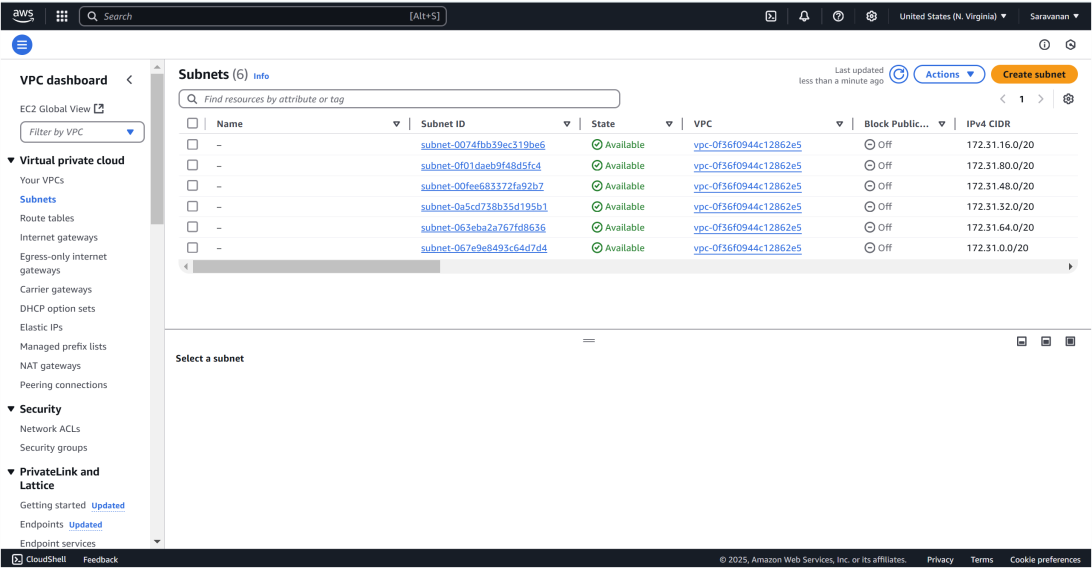 aws
Search [Alt+S] United States (N. Virginia) ▼ Saravanan ▼
VPC dashboard
EC2 Global View
Filter by VPC ▼
▼ Virtual private cloud
Your VPCs
Subnets
Route tables
Internet gateways
Egress-only internet
gateways
Carrier gateways
DHCP option sets
Elastic IPs
Managed prefix lists
NAT gateways
Peering connections
▼ Security
Network ACLs
Security groups
▼ PrivateLink and
Lattice
Getting started Updated
Endpoints Updated
Endpoint services
Subnets (6) Info
Last updated
less than a minute ago
Actions ▼
Create subnet
Find resources by attribute or tag
1
Name Subnet ID State VPC Block Public... IPv4 CIDR
– subnet-0074fbb39ec319be6 Available vpc-0f36f0944c12862e5 Off 172.31.16.0/20
– subnet-0f01daeb9f48d5fc4 Available vpc-0f36f0944c12862e5 Off 172.31.80.0/20
– subnet-00fee683372fa92b7 Available vpc-0f36f0944c12862e5 Off 172.31.48.0/20
– subnet-0a5cd738b35d195b1 Available vpc-0f36f0944c12862e5 Off 172.31.32.0/20
– subnet-063eba2a767fd8636 Available vpc-0f36f0944c12862e5 Off 172.31.64.0/20
– subnet-067e9e8493c64d7d4 Available vpc-0f36f0944c12862e5 Off 172.31.0.0/20
Select a subnet
CloudShell Feedback © 2025, Amazon Web Services, Inc. or its affiliates. Privacy Terms Cookie preferences